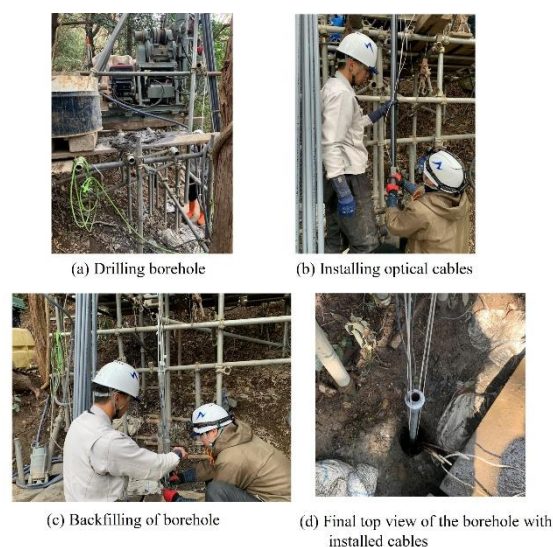 (a) Drilling borehole
(b) Installing optical cables
(c) Backfilling of borehole
(d) Final top view of the borehole with
installed cables